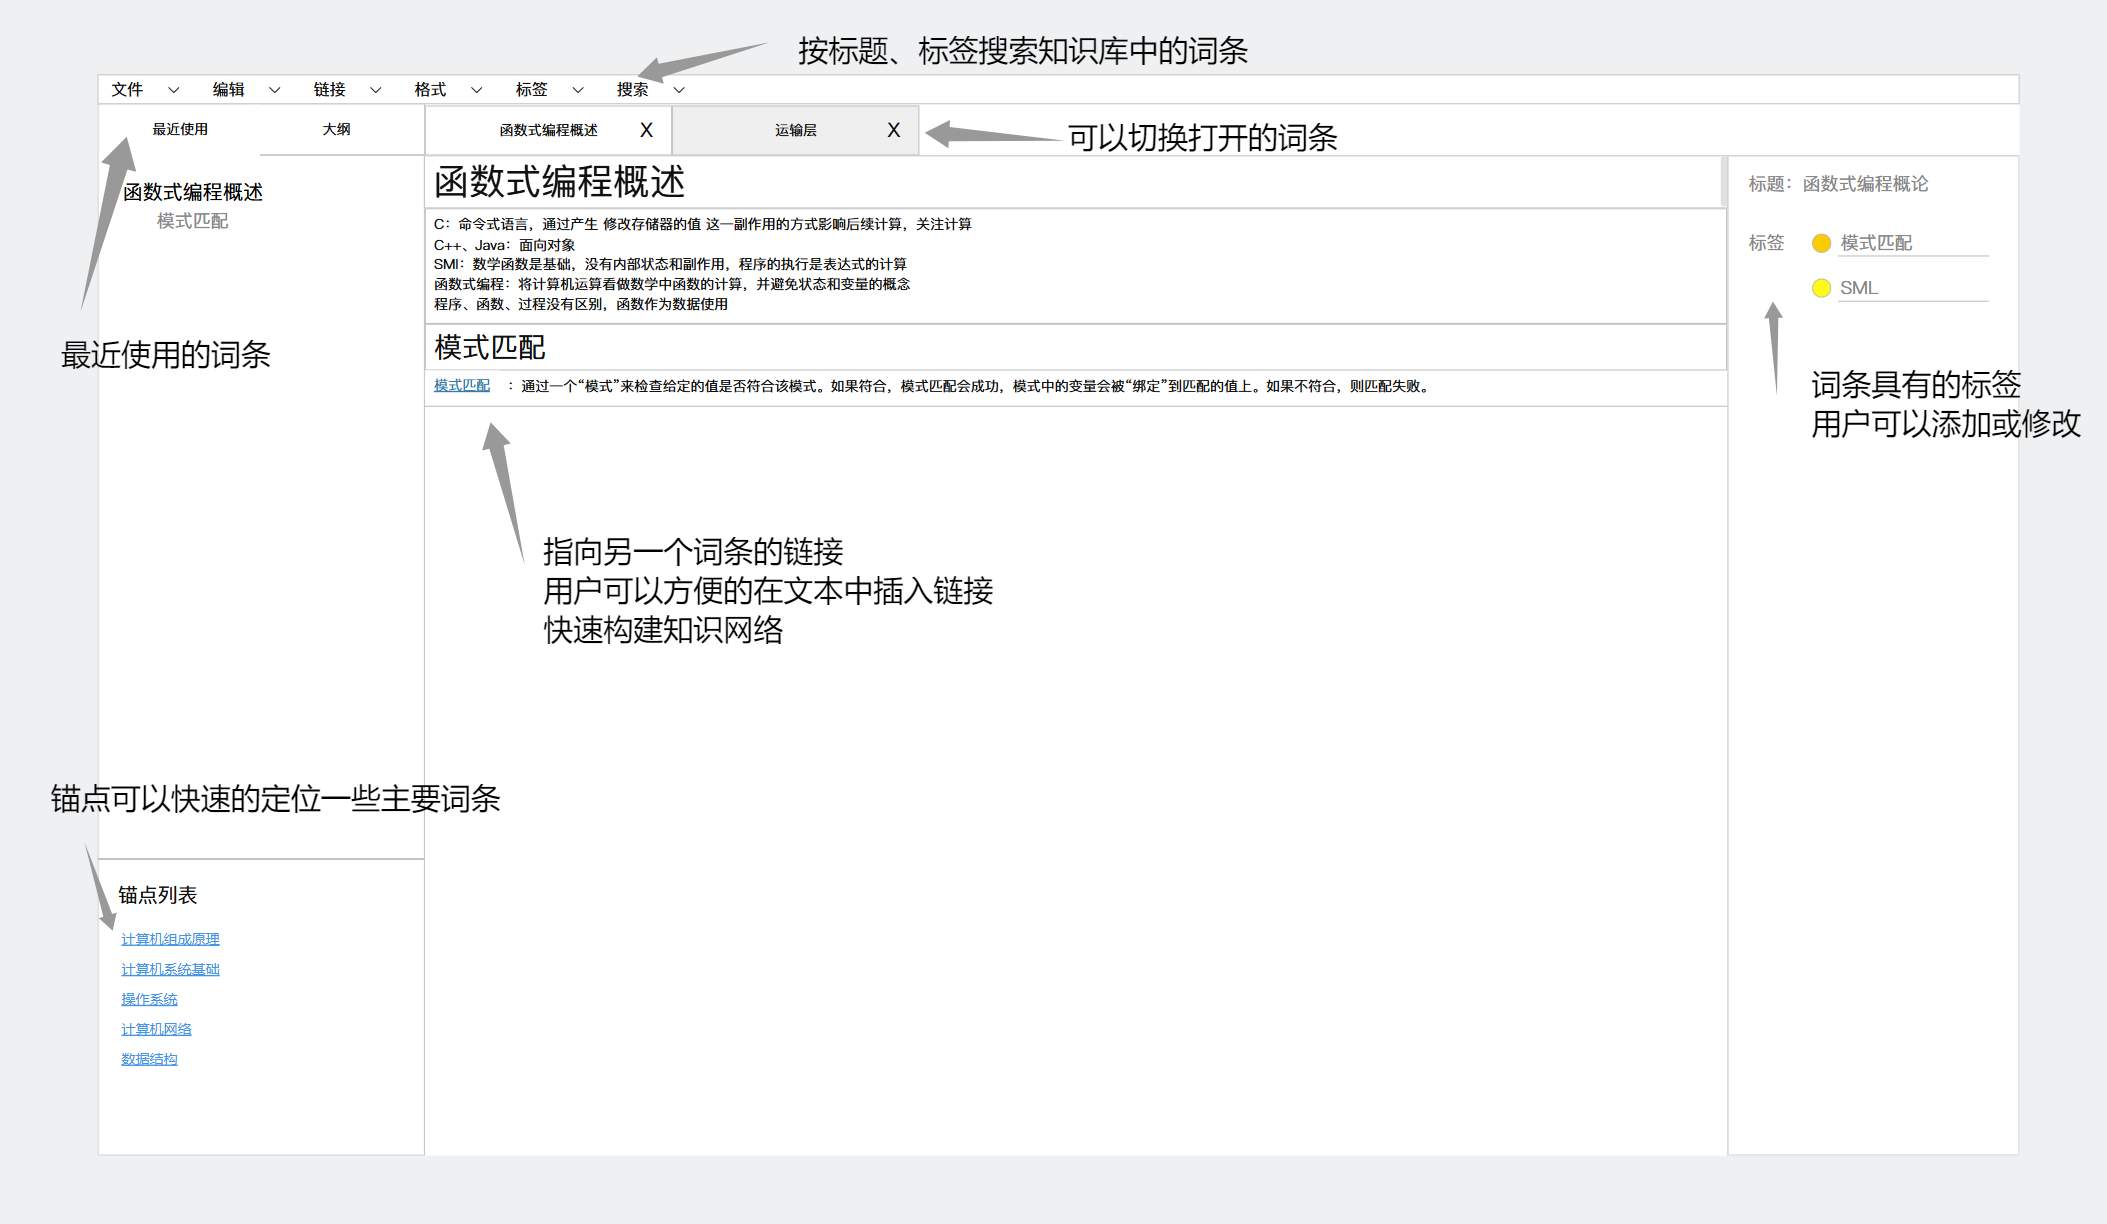 按标题、标签搜索知识库中的词条
文件 编辑 链接 格式 标签 搜索
最近使用 大纲 函数式编程概述 X 运输层 X
可以切换打开的词条
函数式编程概述
模式匹配
最近使用的词条
函数式编程概述
C：命令式语言，通过产生 修改存储器的值 这一副作用的方式影响后续计算，关注计算
C++、Java：面向对象
SMl：数学函数是基础，没有内部状态和副作用，程序的执行是表达式的计算
函数式编程：将计算机运算看做数学中函数的计算，并避免状态和变量的概念
程序、函数、过程没有区别，函数作为数据使用
模式匹配
模式匹配 ：通过一个“模式”来检查给定的值是否符合该模式。如果符合，模式匹配会成功，模式中的变量会被“绑定”到匹配的值上。如果不符合，则匹配失败。
指向另一个词条的链接
用户可以方便的在文本中插入链接
快速构建知识网络
标题：函数式编程概论
标签 模式匹配
SML
词条具有的标签
用户可以添加或修改
锚点可以快速的定位一些主要词条
锚点列表
计算机组成原理
计算机系统基础
操作系统
计算机网络
数据结构